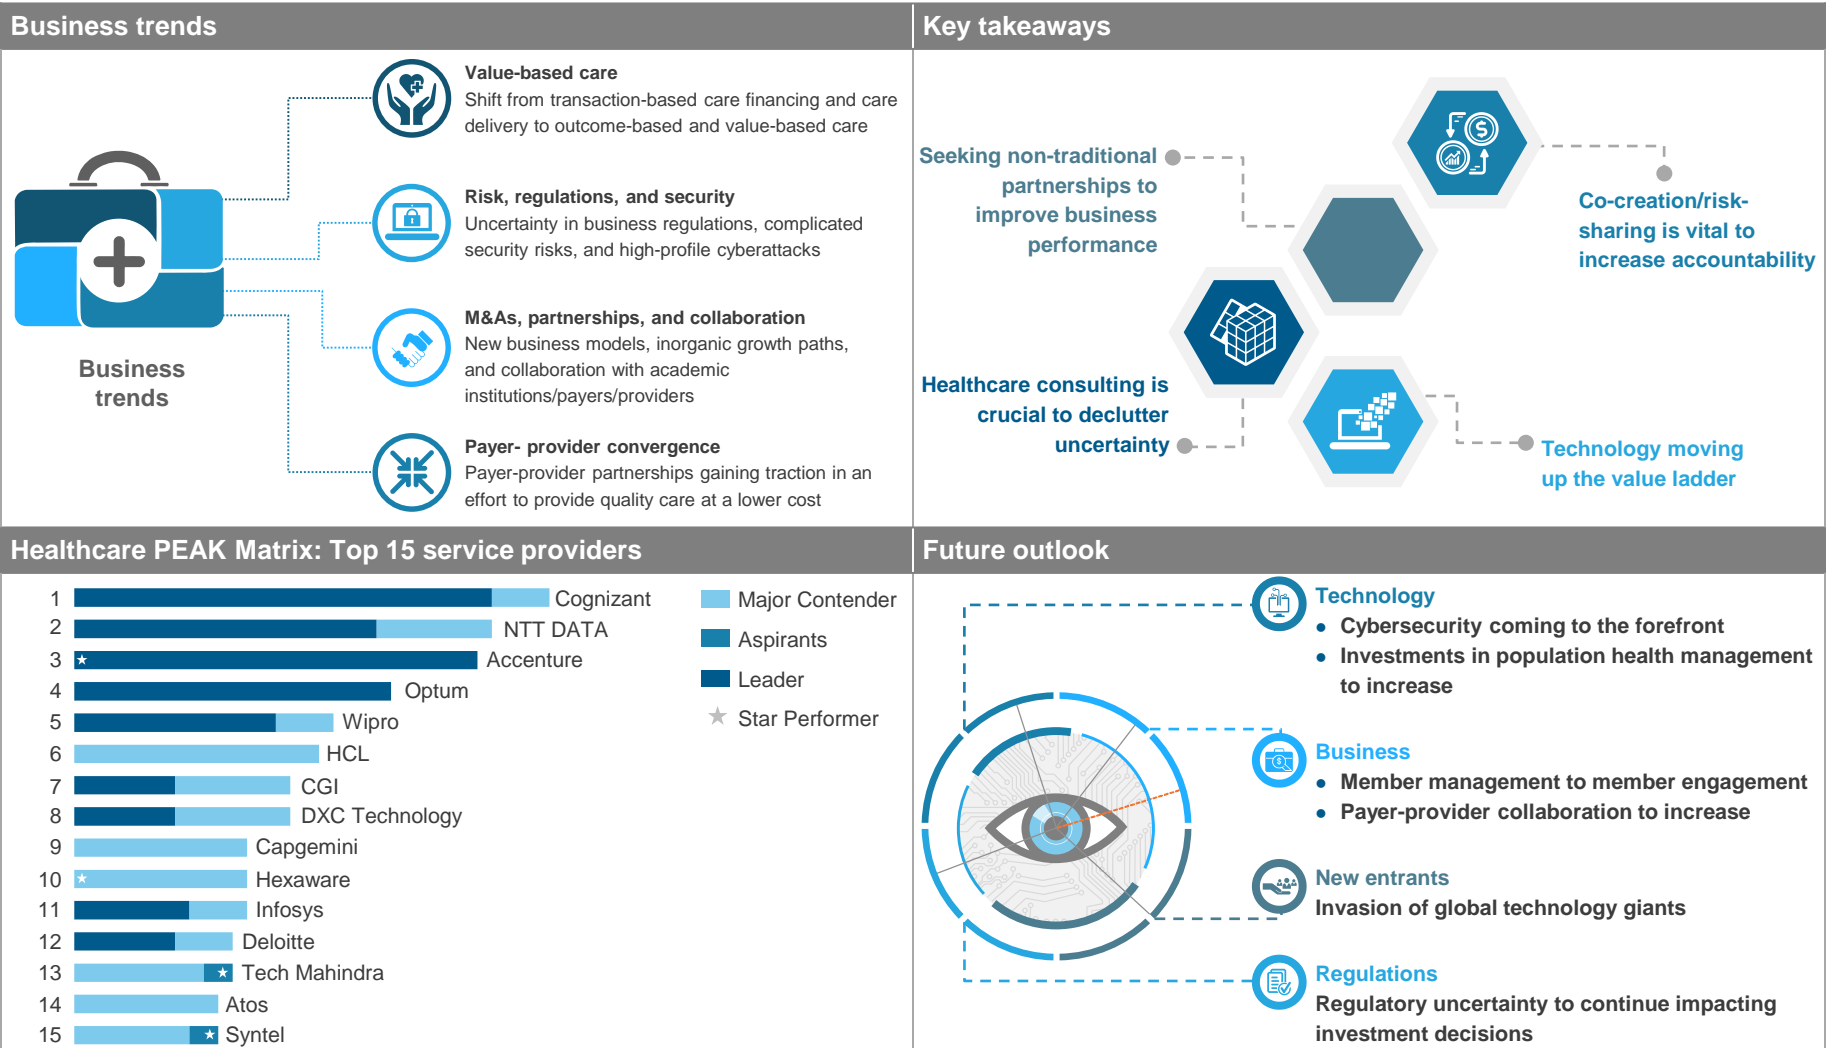 Business trends
Value-based care
Shift from transaction-based care financing and care
delivery to outcome-based and value-based care
Risk, regulations, and security
Uncertainty in business regulations, complicated
security risks, and high-profile cyberattacks
M&As, partnerships, and collaboration
New business models, inorganic growth paths,
and collaboration with academic
institutions/payers/providers
Payer- provider convergence
Payer-provider partnerships gaining traction in an
effort to provide quality care at a lower cost
Business
trends
Key takeaways
Seeking non-traditional
partnerships to
improve business
performance
Co-creation/risk-
sharing is vital to
increase accountability
Healthcare consulting is
crucial to declutter
uncertainty
Technology moving
up the value ladder
Healthcare PEAK Matrix: Top 15 service providers
1 Cognizant
2 NTT DATA
3 Accenture
4 Optum
5 Wipro
6 HCL
7 CGI
8 DXC Technology
9 Capgemini
10 Hexaware
11 Infosys
12 Deloitte
13 Tech Mahindra
14 Atos
15 Syntel
Major Contender
Aspirants
Leader
Star Performer
Future outlook
Technology
• Cybersecurity coming to the forefront
• Investments in population health management
to increase
Business
• Member management to member engagement
• Payer-provider collaboration to increase
New entrants
Invasion of global technology giants
Regulations
Regulatory uncertainty to continue impacting
investment decisions